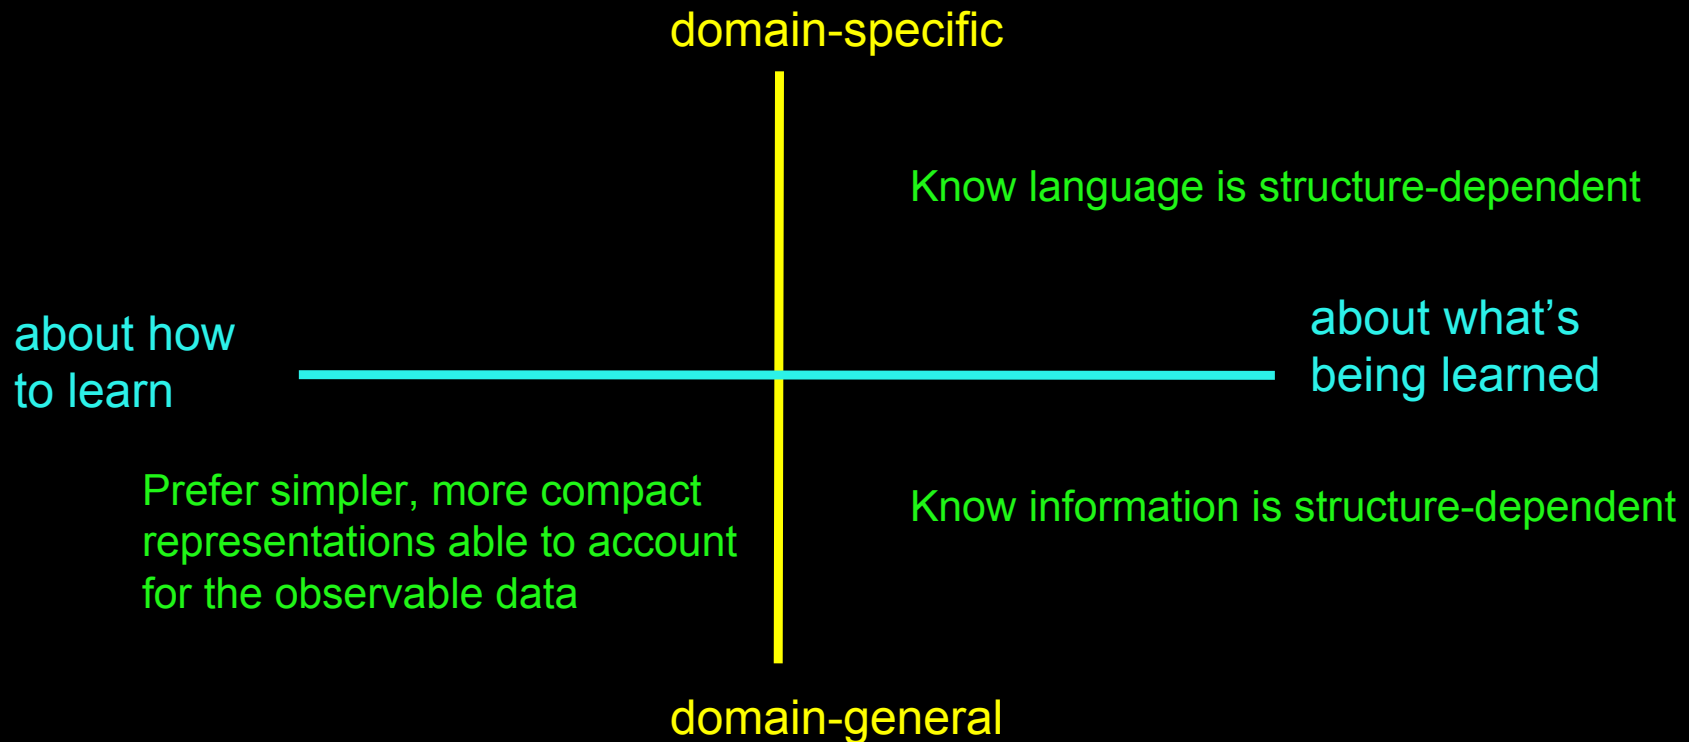 domain-specific
Know language is structure-dependent
about how
to learn
about what’s
being learned
Prefer simpler, more compact
representations able to account
for the observable data
Know information is structure-dependent
domain-general